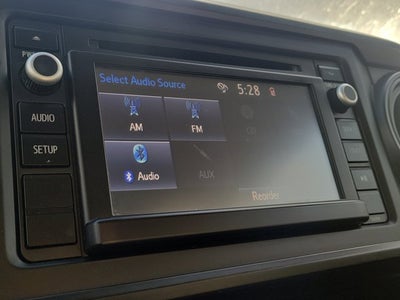 Select Audio Source
5:28
AM
FM
AUDIO
SETUP
Audio
AUX
Reorder